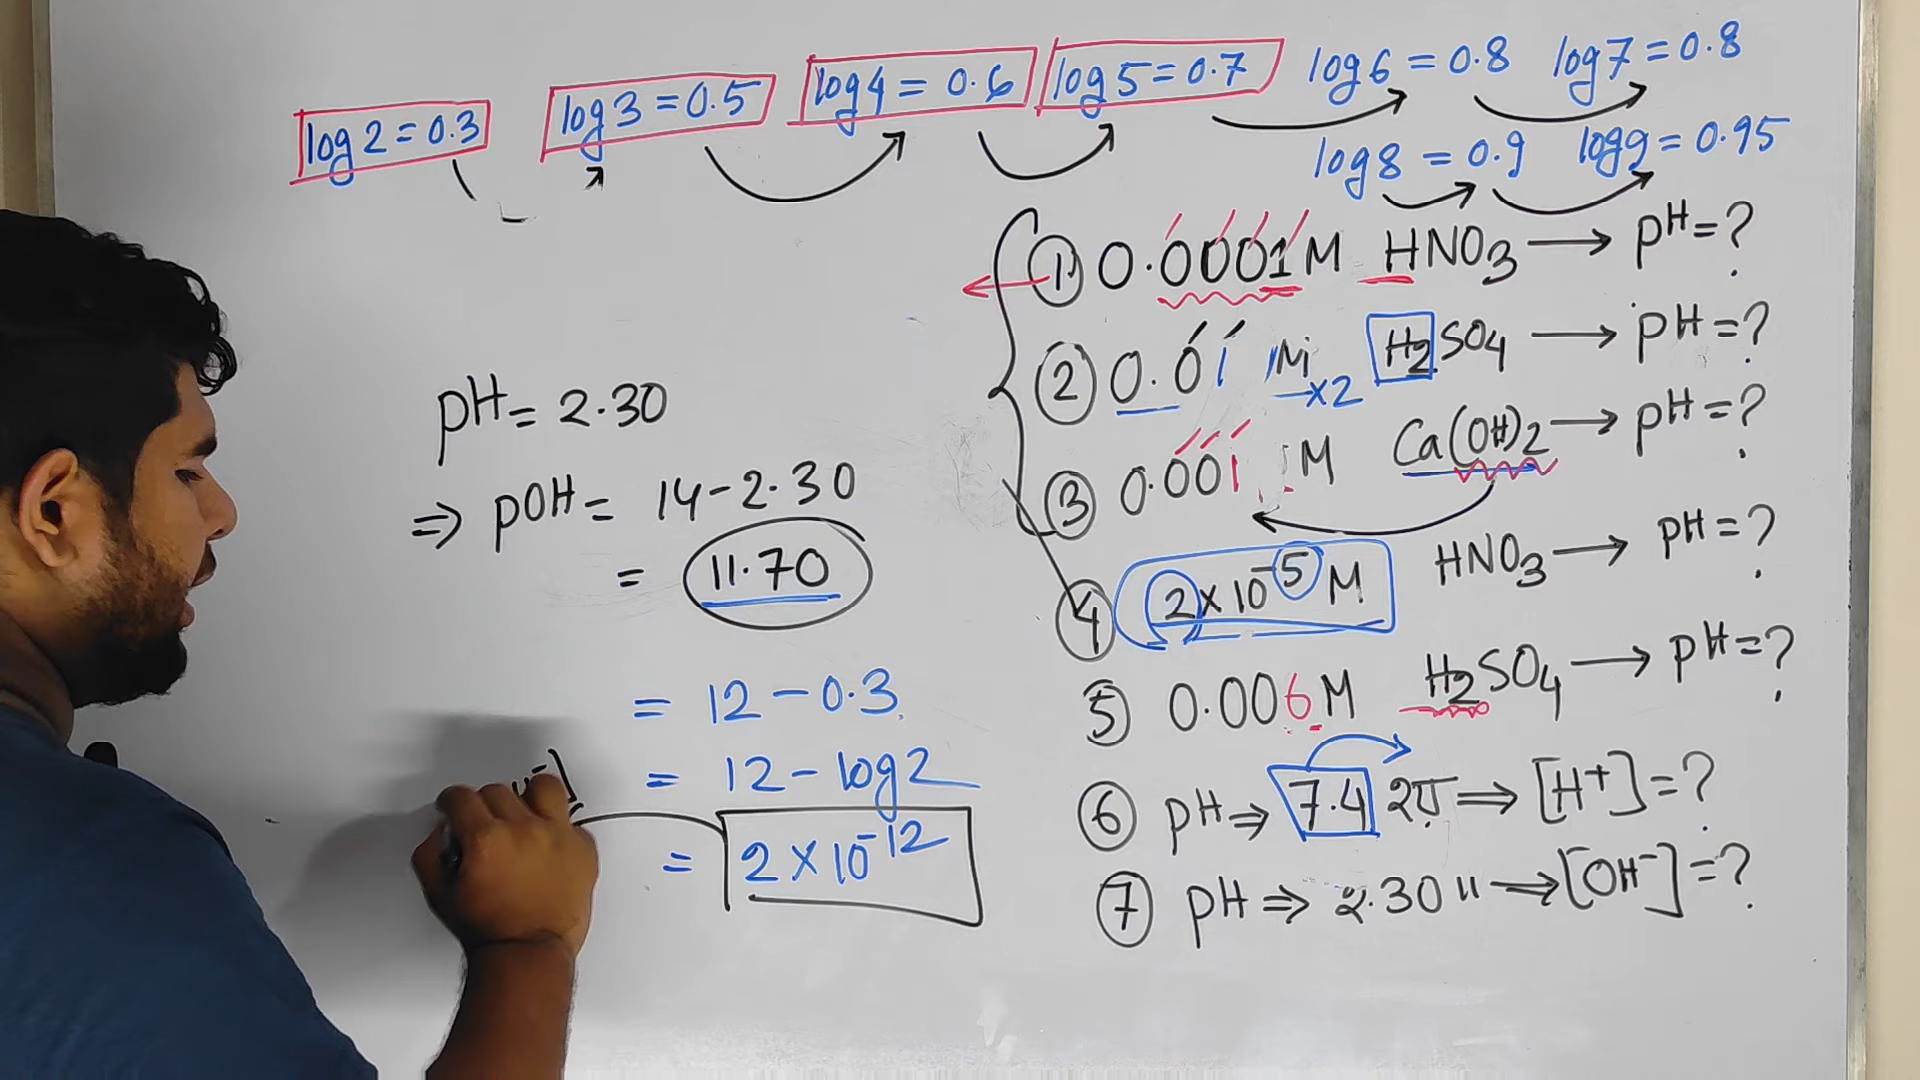 log 2 = 0.3 log 3 = 0.5 log 4 = 0.6 log 5 = 0.7 log 6 = 0.8 log 7 = 0.8
log 8 = 0.9 log 9 = 0.95
① 0.0001 M HNO₃ → pH = ?
② 0.01 M ×2 H₂SO₄ → pH = ?
③ 0.001 M Ca(OH)₂ → pH = ?
④ 2 × 10⁻⁵ M HNO₃ → pH = ?
⑤ 0.006 M H₂SO₄ → pH = ?
⑥ pH ⇒ 7.4 হলে ⇒ [H⁺] = ?
⑦ pH ⇒ 2.30 " ⇒ [OH⁻] = ?
pH = 2.30
⇒ pOH = 14 - 2.30
= 11.70
= 12 - 0.3
= 12 - log 2
= 2 × 10⁻¹²